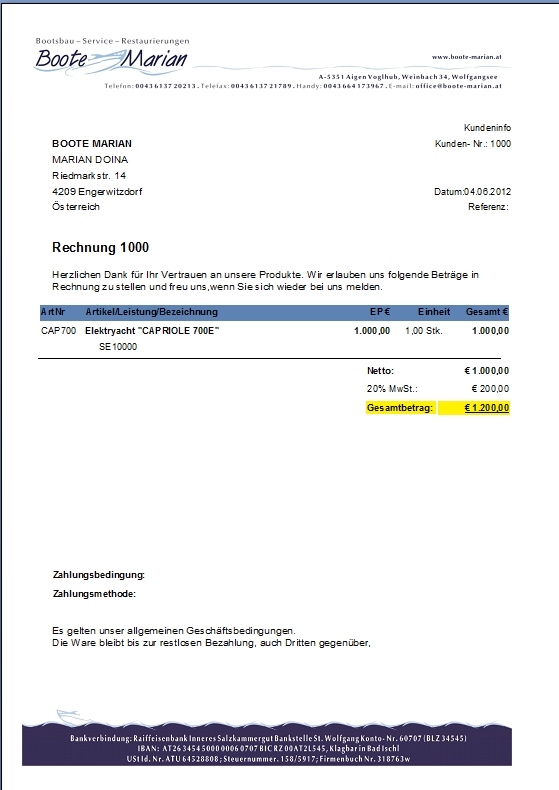 Bootsbau – Service – Restaurierungen
Boote Marian
www.boote-marian.at
A-5351 Aigen Voglhub, Weinbach 34, Wolfgangsee
Telefon: 0043 613 7 20213 . Telefax: 0043 613 7 21789 . Handy: 0043 664 173967 . E-mail: office@boote-marian.at
Kundeninfo
BOOTE MARIAN Kunden- Nr.: 1000
MARIAN DOINA
Riedmarkstr. 14
4209 Engerwitzdorf Datum:04.06.2012
Österreich Referenz:
Rechnung 1000
Herzlichen Dank für Ihr Vertrauen an unsere Produkte. Wir erlauben uns folgende Beträge in
Rechnung zu stellen und freu uns,wenn Sie sich wieder bei uns melden.
ArtNr Artikel/Leistung/Bezeichnung EP € Einheit Gesamt €
CAP700 Elektryacht "CAPRIOLE 700E" 1.000,00 1,00 Stk. 1.000,00
SE10000
Netto: € 1.000,00
20% MwSt.: € 200,00
Gesamtbetrag: € 1.200,00
Zahlungsbedingung:
Zahlungsmethode:
Es gelten unser allgemeinen Geschäftsbedingungen.
Die Ware bleibt bis zur restlosen Bezahlung, auch Dritten gegenüber,
Bankverbindung: Raiffeisenbank Inneres Salzkammergut Bankstelle St. Wolfgang Konto- Nr. 60707 (BLZ 34545)
IBAN: AT26 3454 5000 0006 0707 BIC RZ 00AT2L545, Klagbar in Bad Ischl
USt Id. Nr. ATU 64528808 ; Steuernummer. 158/5917; Firmenbuch Nr. 318763w